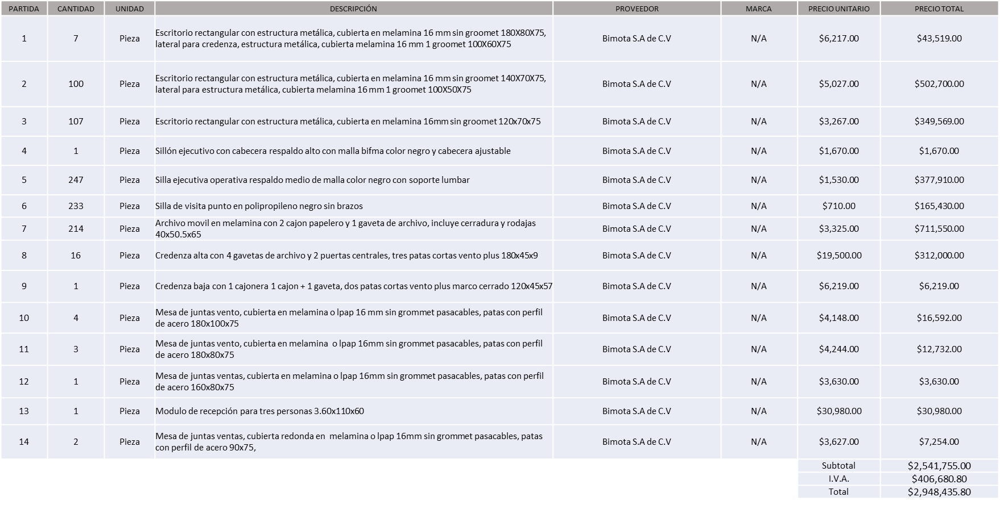 PARTIDA CANTIDAD UNIDAD DESCRIPCIÓN PROVEEDOR MARCA PRECIO UNITARIO PRECIO TOTAL
1 7 Pieza Escritorio rectangular con estructura metálica, cubierta en melamina 16 mm sin groomet 180X80X75,
lateral para credenza, estructura metálica, cubierta melamina 16 mm 1 groomet 100X60X75 Bimota S.A de C.V N/A $6,217.00 $43,519.00
2 100 Pieza Escritorio rectangular con estructura metálica, cubierta en melamina 16 mm sin groomet 140X70X75,
lateral para estructura metálica, cubierta melamina 16 mm 1 groomet 100X50X75 Bimota S.A de C.V N/A $5,027.00 $502,700.00
3 107 Pieza Escritorio rectangular con estructura metálica, cubierta en melamina 16mm sin groomet 120x70x75 Bimota S.A de C.V N/A $3,267.00 $349,569.00
4 1 Pieza Sillón ejecutivo con cabecera respaldo alto con malla bifma color negro y cabecera ajustable Bimota S.A de C.V N/A $1,670.00 $1,670.00
5 247 Pieza Silla ejecutiva operativa respaldo medio de malla color negro con soporte lumbar Bimota S.A de C.V N/A $1,530.00 $377,910.00
6 233 Pieza Silla de visita punto en polipropileno negro sin brazos Bimota S.A de C.V N/A $710.00 $165,430.00
7 214 Pieza Archivo movil en melamina con 2 cajon papelero y 1 gaveta de archivo, incluye cerradura y rodajas
40x50.5x65 Bimota S.A de C.V N/A $3,325.00 $711,550.00
8 16 Pieza Credenza alta con 4 gavetas de archivo y 2 puertas centrales, tres patas cortas vento plus 180x45x9 Bimota S.A de C.V N/A $19,500.00 $312,000.00
9 1 Pieza Credenza baja con 1 cajonera 1 cajon + 1 gaveta, dos patas cortas vento plus marco cerrado 120x45x57 Bimota S.A de C.V N/A $6,219.00 $6,219.00
10 4 Pieza Mesa de juntas vento, cubierta en melamina o lpap 16 mm sin grommet pasacables, patas con perfil
de acero 180x100x75 Bimota S.A de C.V N/A $4,148.00 $16,592.00
11 3 Pieza Mesa de juntas vento, cubierta en melamina o lpap 16mm sin grommet pasacables, patas con perfil
de acero 180x80x75 Bimota S.A de C.V N/A $4,244.00 $12,732.00
12 1 Pieza Mesa de juntas ventas, cubierta en melamina o lpap 16mm sin grommet pasacables, patas con perfil
de acero 160x80x75 Bimota S.A de C.V N/A $3,630.00 $3,630.00
13 1 Pieza Modulo de recepción para tres personas 3.60x110x60 Bimota S.A de C.V N/A $30,980.00 $30,980.00
14 2 Pieza Mesa de juntas ventas, cubierta redonda en melamina o lpap 16mm sin grommet pasacables, patas
con perfil de acero 90x75, Bimota S.A de C.V N/A $3,627.00 $7,254.00
Subtotal $2,541,755.00
I.V.A. $406,680.80
Total $2,948,435.80